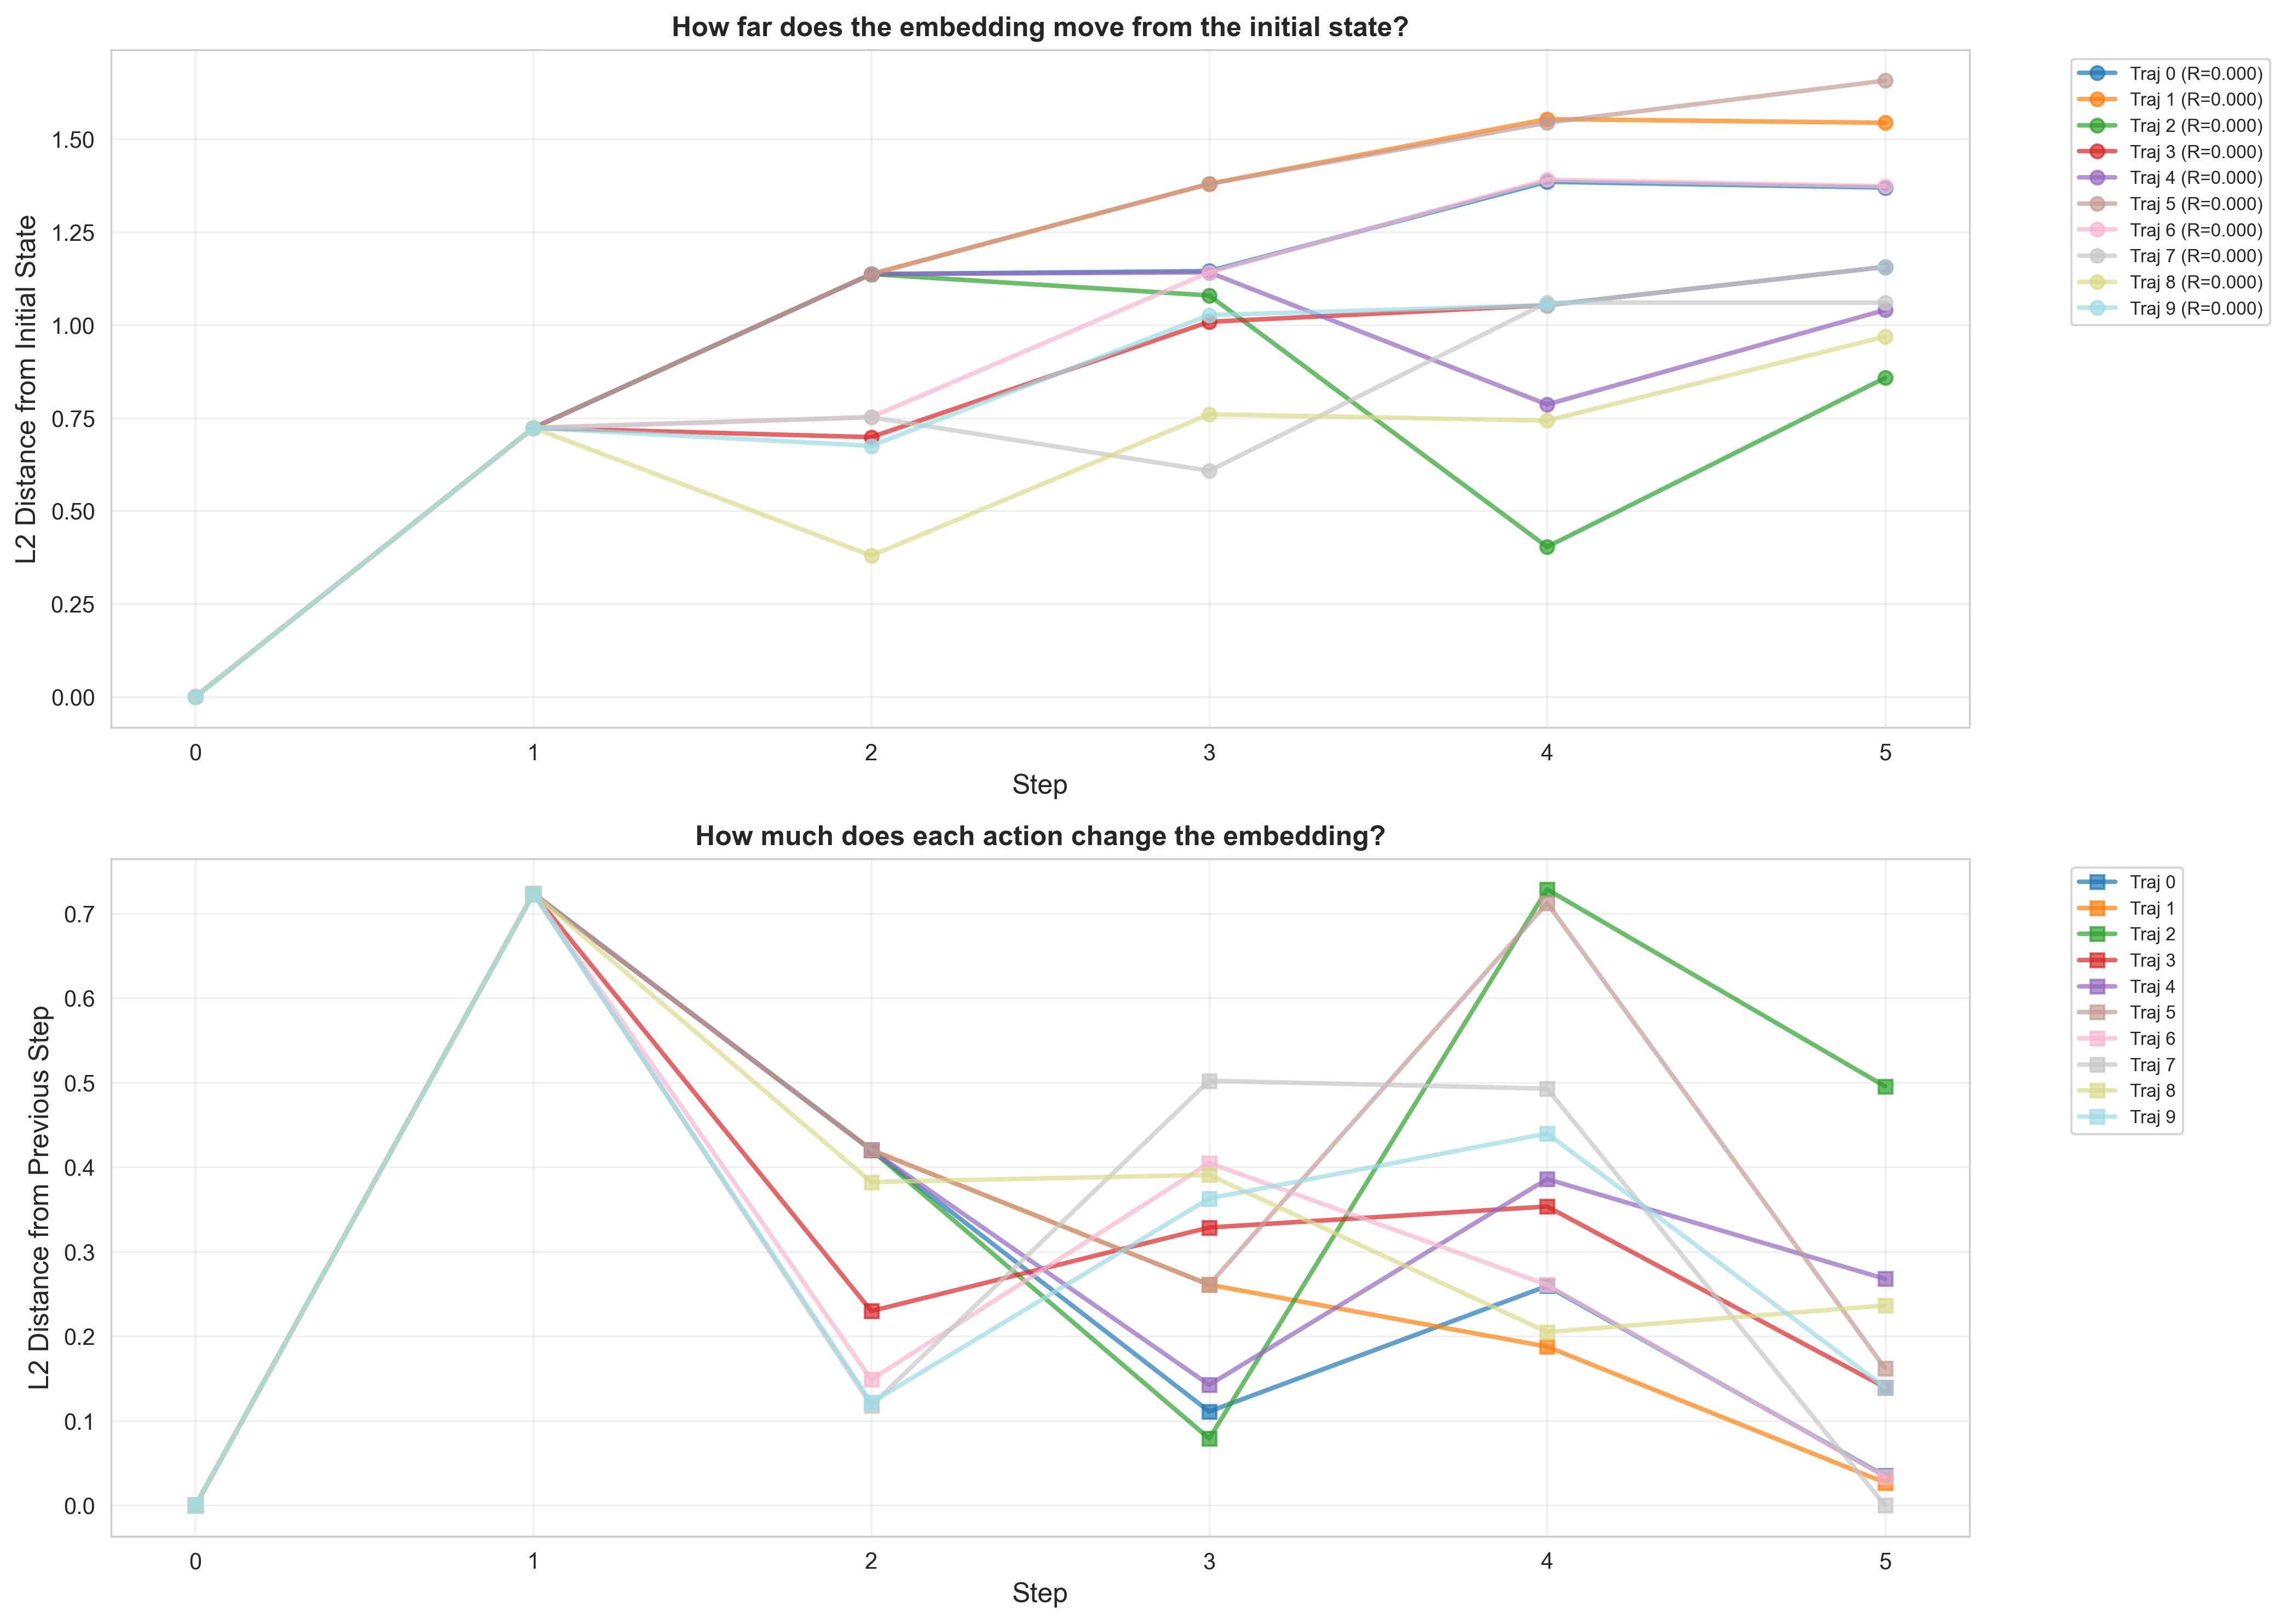 How far does the embedding move from the initial state?
L2 Distance from Initial State
1.50
1.25
1.00
0.75
0.50
0.25
0.00
0 1 2 3 4 5
Step
Traj 0 (R=0.000)
Traj 1 (R=0.000)
Traj 2 (R=0.000)
Traj 3 (R=0.000)
Traj 4 (R=0.000)
Traj 5 (R=0.000)
Traj 6 (R=0.000)
Traj 7 (R=0.000)
Traj 8 (R=0.000)
Traj 9 (R=0.000)
How much does each action change the embedding?
L2 Distance from Previous Step
0.7
0.6
0.5
0.4
0.3
0.2
0.1
0.0
0 1 2 3 4 5
Step
Traj 0
Traj 1
Traj 2
Traj 3
Traj 4
Traj 5
Traj 6
Traj 7
Traj 8
Traj 9